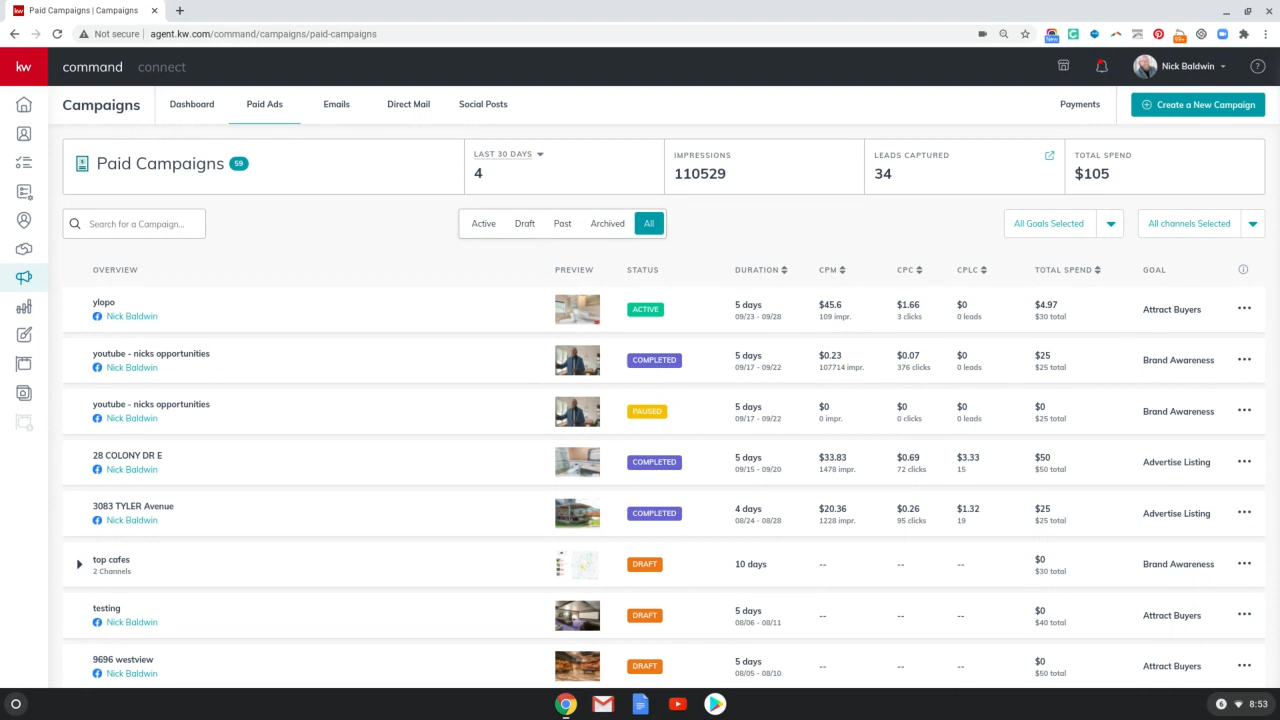 kw Paid Campaigns | Campaigns
Not secure | agent.kw.com/command/campaigns/paid-campaigns
New
99+
kw command connect
Nick Baldwin
?
Campaigns Dashboard Paid Ads Emails Direct Mail Social Posts Payments Create a New Campaign
Paid Campaigns 59
LAST 30 DAYS
4
IMPRESSIONS
110529
LEADS CAPTURED
34
TOTAL SPEND
$105
Search for a Campaign...
Active Draft Past Archived All
All Goals Selected
All channels Selected
OVERVIEW PREVIEW STATUS DURATION CPM CPC CPLC TOTAL SPEND GOAL
ylopo
Nick Baldwin
ACTIVE
5 days
09/23 - 09/28
$45.6
109 impr.
$1.66
3 clicks
$0
0 leads
$4.97
$30 total
Attract Buyers
youtube - nicks opportunities
Nick Baldwin
COMPLETED
5 days
09/17 - 09/22
$0.23
107714 impr.
$0.07
376 clicks
$0
0 leads
$25
$25 total
Brand Awareness
youtube - nicks opportunities
Nick Baldwin
PAUSED
5 days
09/17 - 09/22
$0
0 impr.
$0
0 clicks
$0
0 leads
$0
$25 total
Brand Awareness
28 COLONY DR E
Nick Baldwin
COMPLETED
5 days
09/15 - 09/20
$33.83
1478 impr.
$0.69
72 clicks
$3.33
15
$50
$50 total
Advertise Listing
3083 TYLER Avenue
Nick Baldwin
COMPLETED
4 days
08/24 - 08/28
$20.36
1228 impr.
$0.26
95 clicks
$1.32
19
$25
$25 total
Advertise Listing
top cafes
2 Channels
DRAFT
10 days
--
--
--
$0
$30 total
Brand Awareness
testing
Nick Baldwin
DRAFT
5 days
08/06 - 08/11
--
--
--
$0
$40 total
Attract Buyers
9696 westview
Nick Baldwin
DRAFT
5 days
08/05 - 08/10
--
--
--
$0
$50 total
Attract Buyers
6 8:53